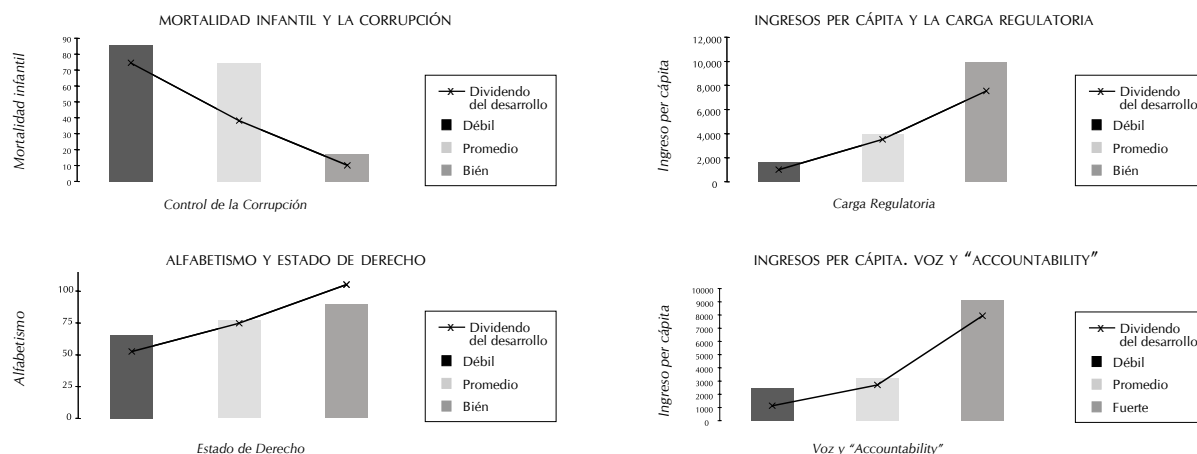 MORTALIDAD INFANTIL Y LA CORRUPCIÓN
Mortalidad infantil
90
80
70
60
50
40
30
20
10
0
Control de la Corrupción
Dividendo
del desarrollo
Débil
Promedio
Bién
INGRESOS PER CÁPITA Y LA CARGA REGULATORIA
Ingreso per cápita
12,000
10,000
8,000
6,000
4,000
2,000
0
Carga Regulatoria
Dividendo
del desarrollo
Débil
Promedio
Bién
ALFABETISMO Y ESTADO DE DERECHO
Alfabetismo
100
75
50
25
0
Estado de Derecho
Dividendo
del desarrollo
Débil
Promedio
Bién
INGRESOS PER CÁPITA. VOZ Y “ACCOUNTABILITY”
Ingreso per cápita
10000
9000
8000
7000
6000
5000
4000
3000
2000
1000
0
Voz y “Accountability”
Dividendo
del desarrollo
Débil
Promedio
Fuerte